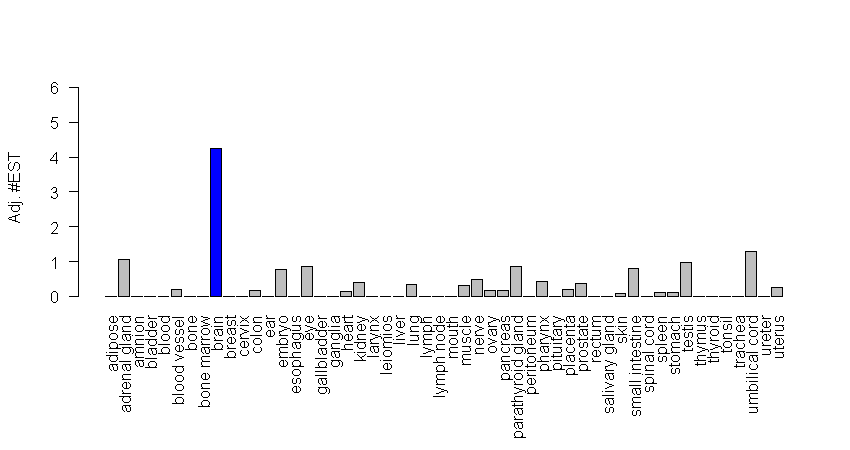 Adj. #EST
6
5
4
3
2
1
0
adipose
adrenal gland
amnion
bladder
blood
blood vessel
bone
bone marrow
brain
breast
cervix
colon
ear
embryo
esophagus
eye
gallbladder
ganglia
heart
kidney
larynx
leiomios
liver
lung
lymph
lymph node
mouth
muscle
nerve
ovary
pancreas
parathyroid gland
peritoneum
pharynx
pituitary
placenta
prostate
rectum
salivary gland
skin
small intestine
spinal cord
spleen
stomach
testis
thymus
thyroid
tonsil
trachea
umbilical cord
ureter
uterus